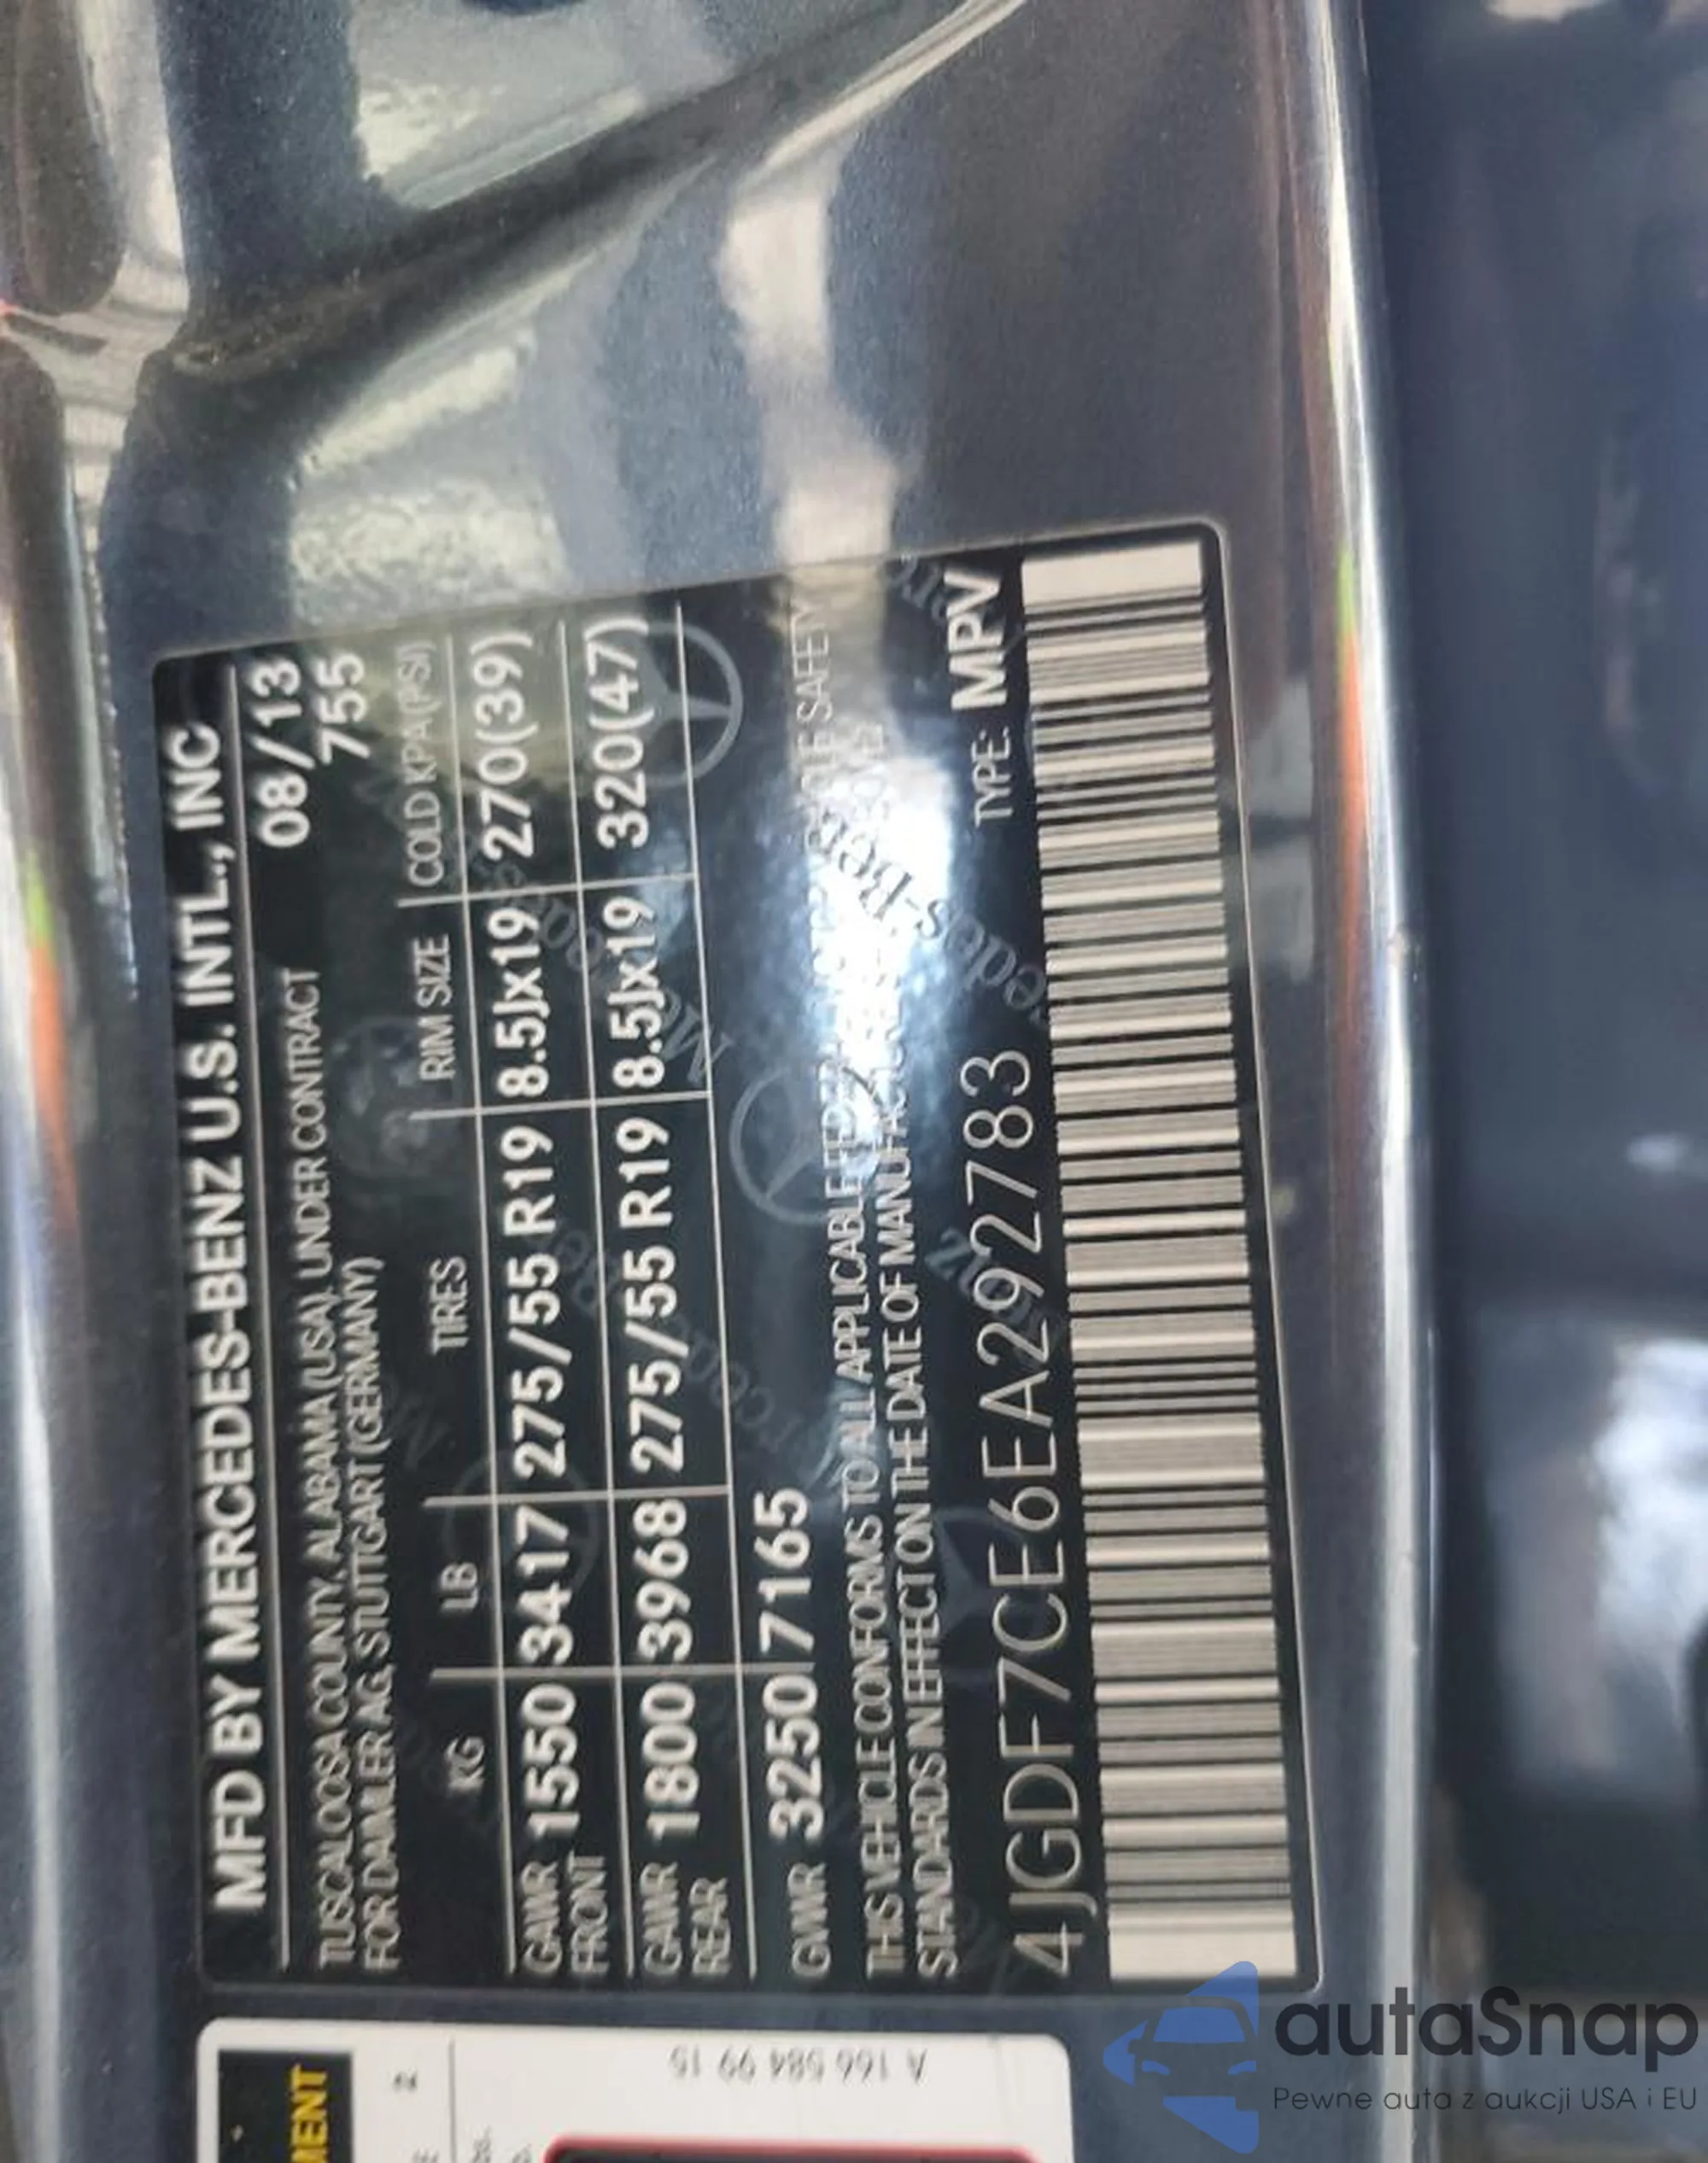 MFD BY MERCEDES-BENZ U.S. INTL., INC
TUSCALOOSA COUNTY, ALABAMA (USA), UNDER CONTRACT 08/13
FOR DAIMLER AG, STUTTGART (GERMANY) 755
KG LB TIRES RIM SIZE COLD KPA(PSI)
GAWR 1550 3417 275/55 R19 8.5Jx19 270(39)
FRONT
GAWR 1800 3968 275/55 R19 8.5Jx19 320(47)
REAR
GVWR 3250 7165
THIS VEHICLE CONFORMS TO ALL APPLICABLE SAFETY
STANDARDS IN EFFECT ON THE DATE OF
4JGDF7CE6EA292783 TYPE: MPV
A 166 584 99 15
autaSnap
Pewne auta z aukcji USA i EU